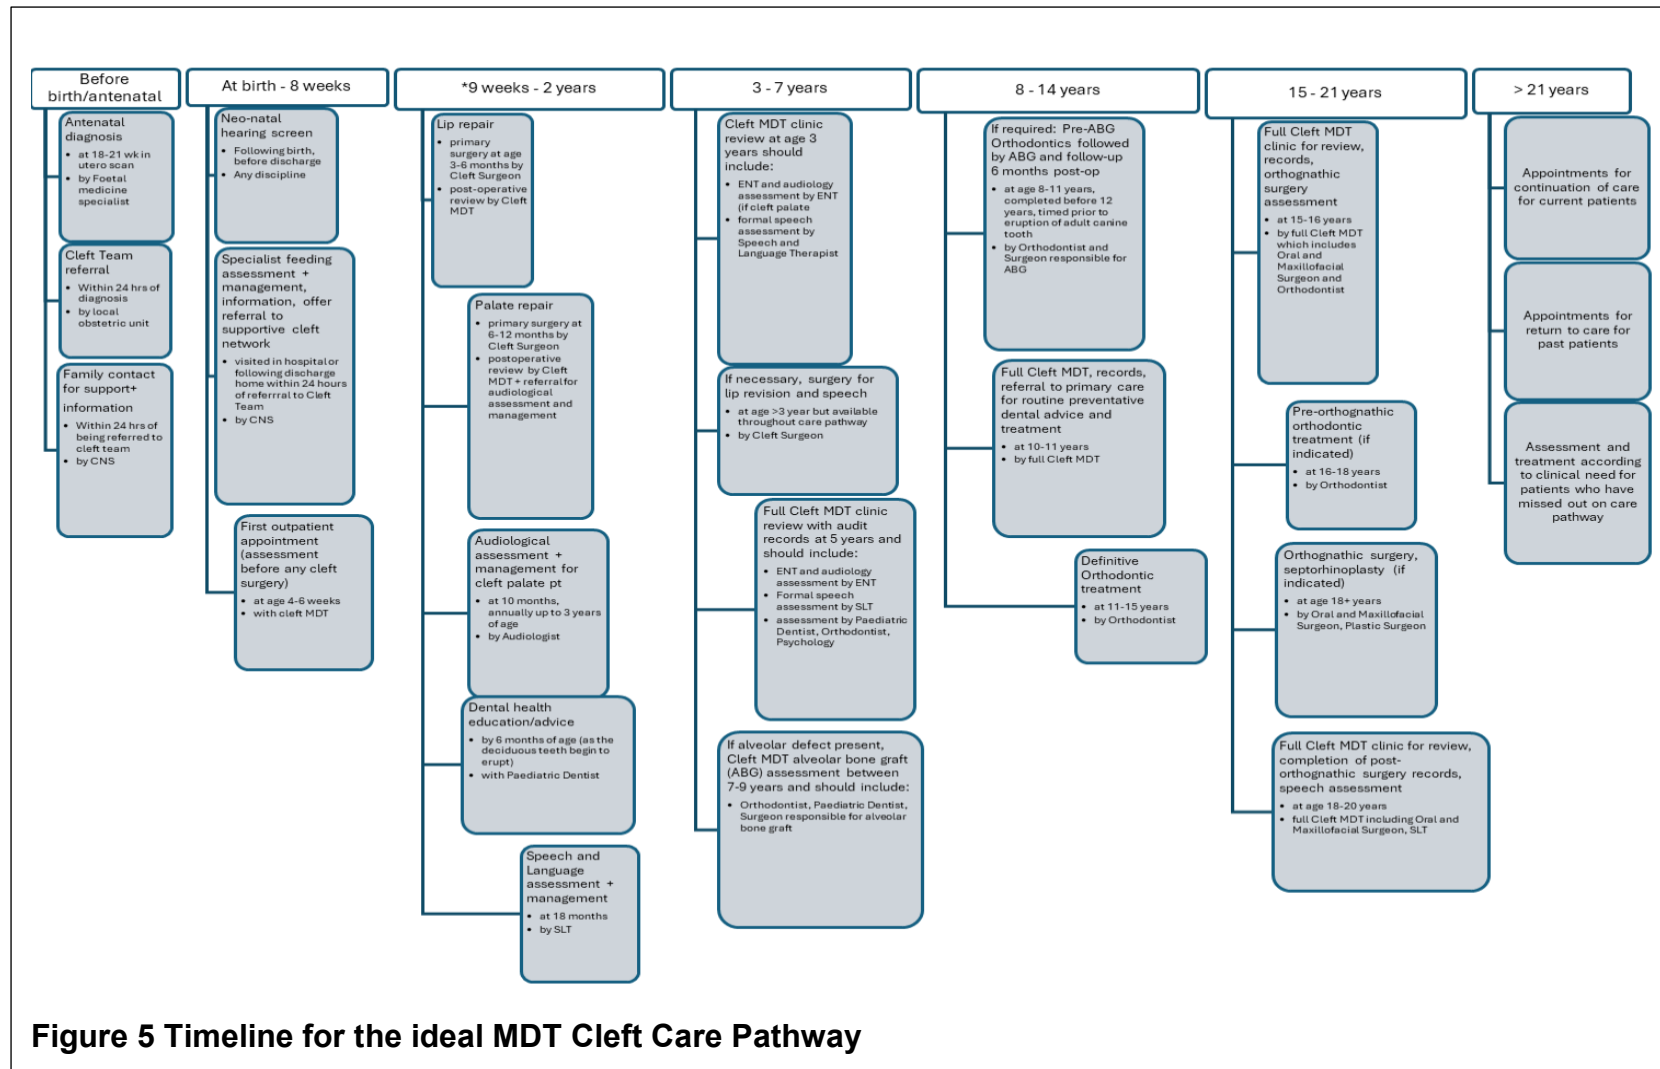 Before
birth/antenatal
Antenatal
diagnosis
• at 18-21 wk in
utero scan
• by Foetal
medicine
specialist
Cleft Team
referral
• Within 24 hrs of
diagnosis
• by local
obstetric unit
Family contact
for support+
information
• Within 24 hrs of
being referred to
cleft team
• by CNS
At birth - 8 weeks
Neo-natal
hearing screen
• Following birth,
before discharge
• Any discipline
Specialist feeding
assessment +
management,
information, offer
referral to
supportive cleft
network
• visited in hospital or
following discharge
home within 24 hours
of referrral to Cleft
Team
• by CNS
First outpatient
appointment
(assessment
before any cleft
surgery)
• at age 4-6 weeks
• with cleft MDT
*9 weeks - 2 years
Lip repair
• primary
surgery at age
3-6 months by
Cleft Surgeon
• post-operative
review by Cleft
MDT
Palate repair
• primary surgery at
6-12 months by
Cleft Surgeon
• postoperative
review by Cleft
MDT + referral for
audiological
assessment and
management
Audiological
assessment +
management for
cleft palate pt
• at 10 months,
annually up to 3 years
of age
• by Audiologist
Dental health
education/advice
• by 6 months of age (as the
deciduous teeth begin to
erupt)
• with Paediatric Dentist
Speech and
Language
assessment +
management
• at 18 months
• by SLT
3 - 7 years
Cleft MDT clinic
review at age 3
years should
include:
• ENT and audiology
assessment by ENT
(if cleft palate
• formal speech
assessment by
Speech and
Language Therapist
If necessary, surgery for
lip revision and speech
• at age >3 year but available
throughout care pathway
• by Cleft Surgeon
Full Cleft MDT clinic
review with audit
records at 5 years and
should include:
• ENT and audiology
assessment by ENT
• Formal speech
assessment by SLT
• assessment by Paediatric
Dentist, Orthodontist,
Psychology
If alveolar defect present,
Cleft MDT alveolar bone graft
(ABG) assessment between
7-9 years and should include:
• Orthodontist, Paediatric Dentist,
Surgeon responsible for alveolar
bone graft
8 - 14 years
If required: Pre-ABG
Orthodontics followed
by ABG and follow-up
6 months post-op
• at age 8-11 years,
completed before 12
years, timed prior to
eruption of adult canine
tooth
• by Orthodontist and
Surgeon responsible for
ABG
Full Cleft MDT, records,
referral to primary care
for routine preventative
dental advice and
treatment
• at 10-11 years
• by full Cleft MDT
Definitive
Orthodontic
treatment
• at 11-15 years
• by Orthodontist
15 - 21 years
Full Cleft MDT
clinic for review,
records,
orthognathic
surgery
assessment
• at 15-16 years
• by full Cleft MDT
which includes
Oral and
Maxillofacial
Surgeon and
Orthodontist
Pre-orthognathic
orthodontic
treatment (if
indicated)
• at 16-18 years
• by Orthodontist
Orthognathic surgery,
septorhinoplasty (if
indicated)
• at age 18+ years
• by Oral and Maxillofacial
Surgeon, Plastic Surgeon
Full Cleft MDT clinic for review,
completion of post-
orthognathic surgery records,
speech assessment
• at age 18-20 years
• full Cleft MDT including Oral and
Maxillofacial Surgeon, SLT
> 21 years
Appointments for
continuation of care
for current patients
Appointments for
return to care for
past patients
Assessment and
treatment according
to clinical need for
patients who have
missed out on care
pathway
Figure 5 Timeline for the ideal MDT Cleft Care Pathway